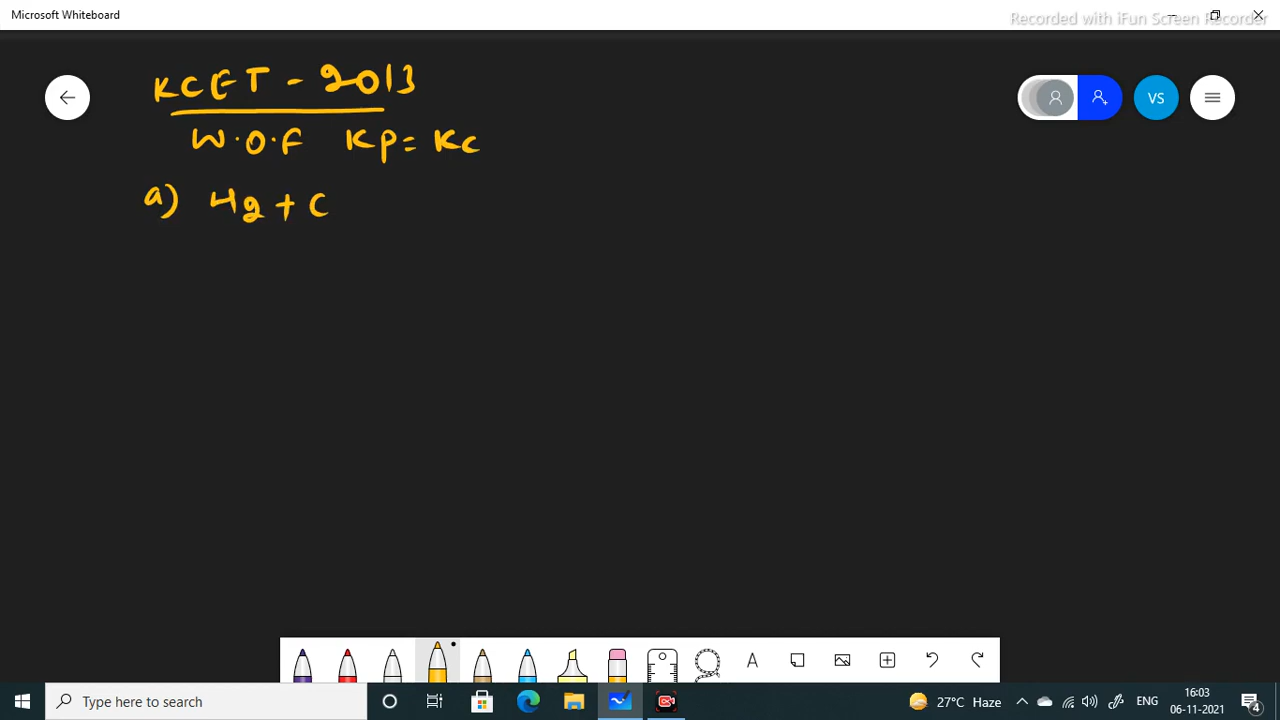 Microsoft Whiteboard
Recorded with iFun Screen Recorder
KCET - 2013
W.O.F Kp = Kc
a) H2 + C
VS
A
Type here to search
27°C Haze
ENG
16:03
06-11-2021
4